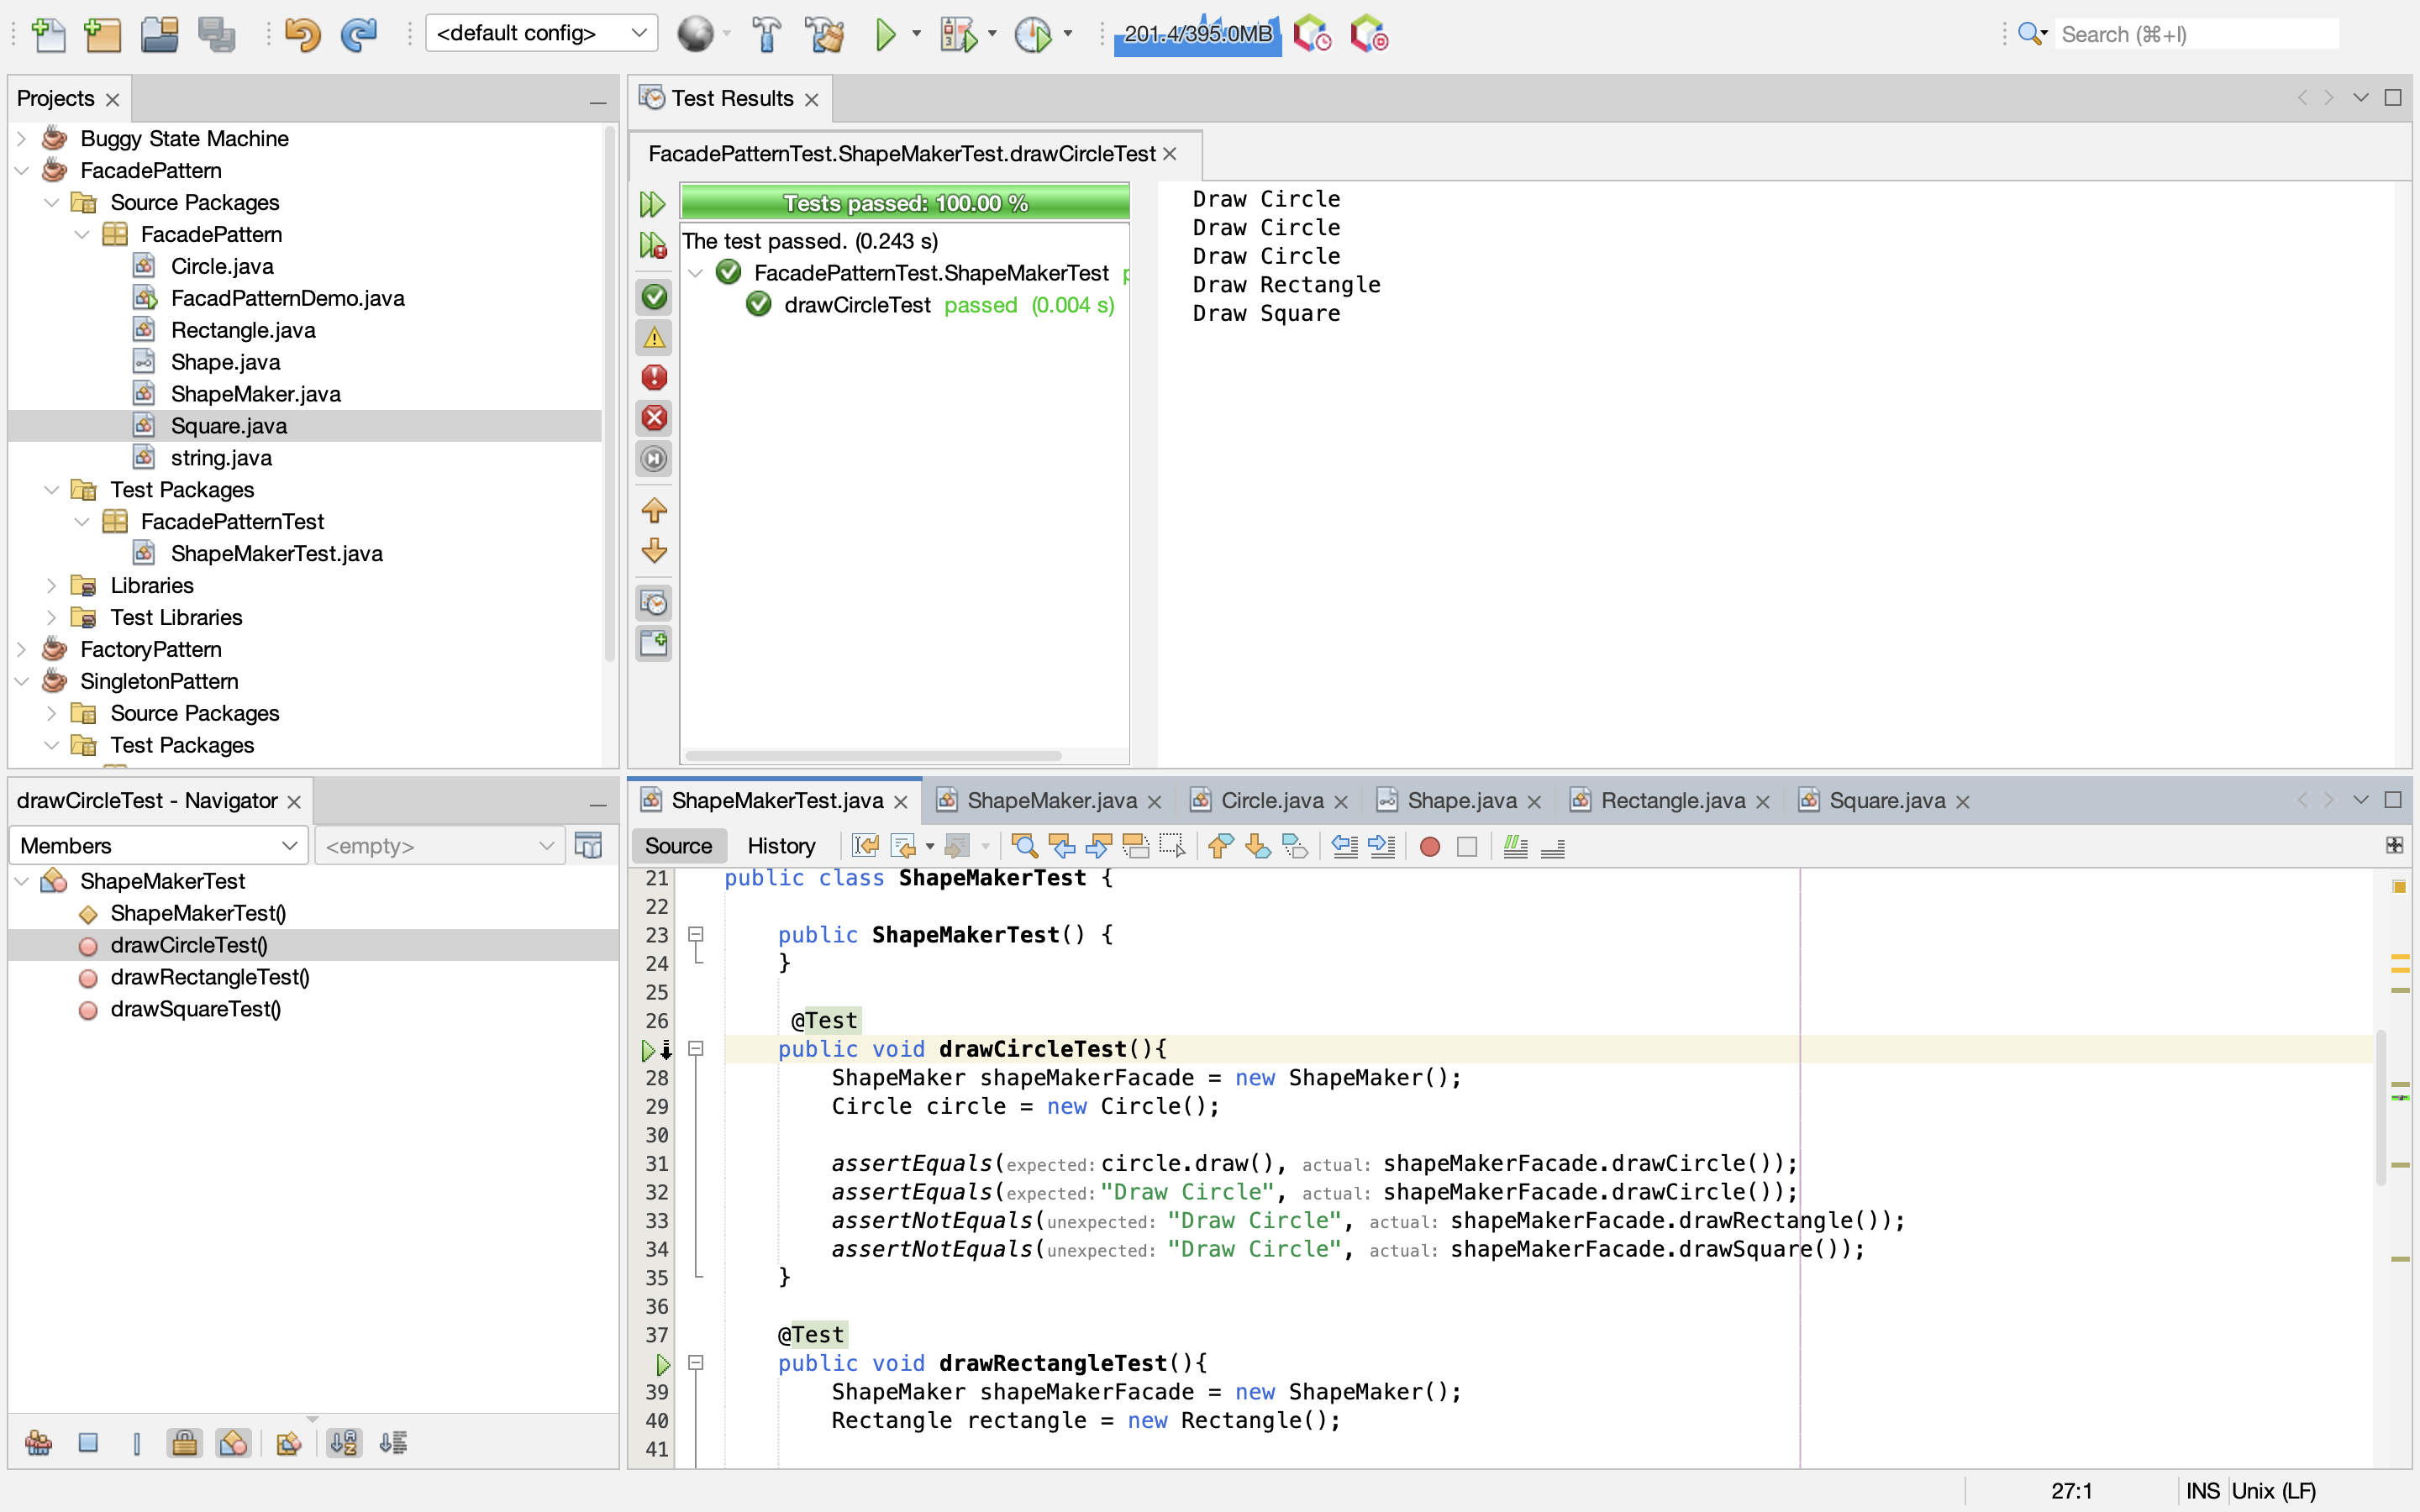 <default config>
201.4/395.0MB
Search (⌘+I)
Projects
Buggy State Machine
FacadePattern
Source Packages
FacadePattern
Circle.java
FacadPatternDemo.java
Rectangle.java
Shape.java
ShapeMaker.java
Square.java
string.java
Test Packages
FacadePatternTest
ShapeMakerTest.java
Libraries
Test Libraries
FactoryPattern
SingletonPattern
Source Packages
Test Packages
Test Results
FacadePatternTest.ShapeMakerTest.drawCircleTest
Tests passed: 100.00 %
The test passed. (0.243 s)
FacadePatternTest.ShapeMakerTest
drawCircleTest passed (0.004 s)
Draw Circle
Draw Circle
Draw Circle
Draw Rectangle
Draw Square
drawCircleTest - Navigator
Members <empty>
ShapeMakerTest
ShapeMakerTest()
drawCircleTest()
drawRectangleTest()
drawSquareTest()
ShapeMakerTest.java ShapeMaker.java Circle.java Shape.java Rectangle.java Square.java
Source History
21 public class ShapeMakerTest {
22
23 public ShapeMakerTest() {
24 }
25
26 @Test
public void drawCircleTest(){
28 ShapeMaker shapeMakerFacade = new ShapeMaker();
29 Circle circle = new Circle();
30
31 assertEquals(expected: circle.draw(), actual: shapeMakerFacade.drawCircle());
32 assertEquals(expected: "Draw Circle", actual: shapeMakerFacade.drawCircle());
33 assertNotEquals(unexpected: "Draw Circle", actual: shapeMakerFacade.drawRectangle());
34 assertNotEquals(unexpected: "Draw Circle", actual: shapeMakerFacade.drawSquare());
35 }
36
37 @Test
public void drawRectangleTest(){
39 ShapeMaker shapeMakerFacade = new ShapeMaker();
40 Rectangle rectangle = new Rectangle();
41
27:1 INS Unix (LF)